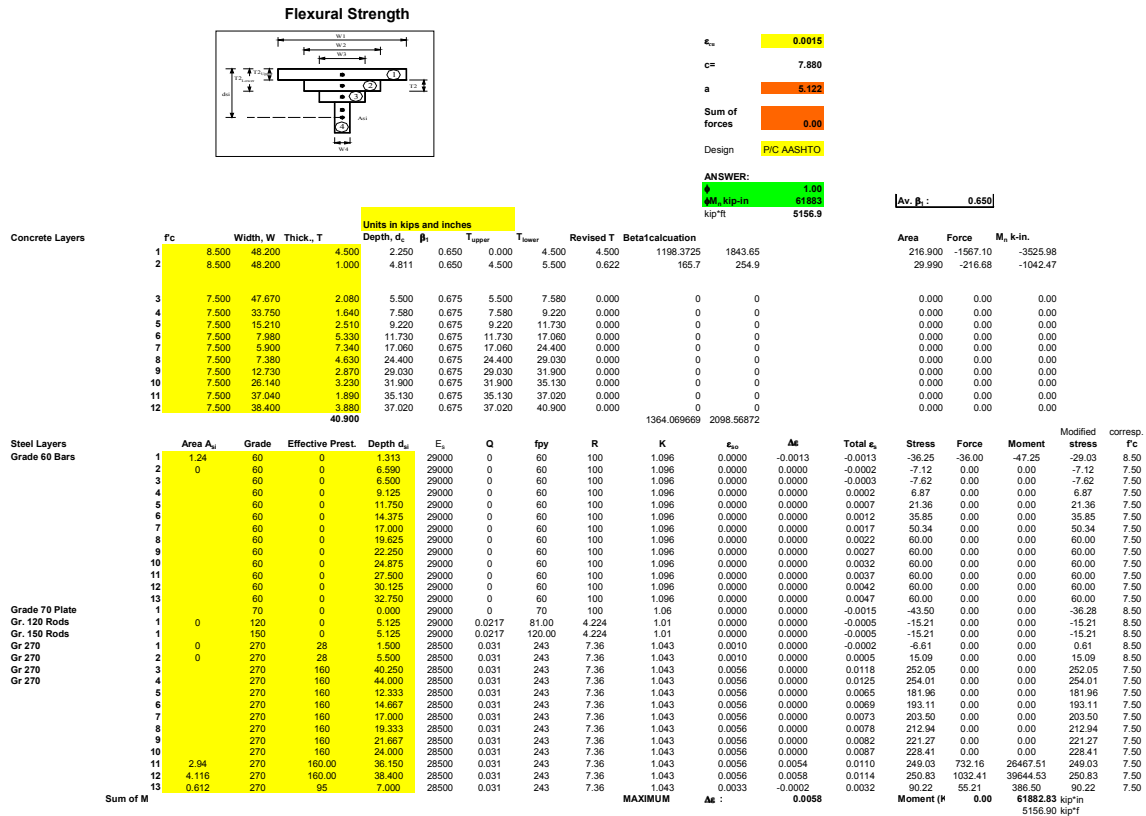 Flexural Strength
W1
W2
W3
T2
dsi
Asi
W4
1
2
3
4
εcu 0.0015
c= 7.880
a 5.122
Sum of forces 0.00
Design P/C AASHTO
ANSWER:
ϕ 1.00
ϕMn kip-in 61883
kip*ft 5156.9
Av. β1 : 0.650
Units in kips and inches
Concrete Layers f'c Width, W Thick., T Depth, dc β1 Tupper Tlower Revised T Beta1calcuation Area Force Mn k-in.
1 8.500 48.200 4.500 2.250 0.650 0.000 4.500 4.500 1198.3725 1843.65 216.900 -1567.10 -3525.98
2 8.500 48.200 1.000 4.811 0.650 4.500 5.500 0.622 165.7 254.9 29.990 -216.68 -1042.47
3 7.500 47.670 2.080 5.500 0.675 5.500 7.580 0.000 0 0 0.000 0.00 0.00
4 7.500 33.750 1.640 7.580 0.675 7.580 9.220 0.000 0 0 0.000 0.00 0.00
5 7.500 15.210 2.510 9.220 0.675 9.220 11.730 0.000 0 0 0.000 0.00 0.00
6 7.500 7.980 5.330 11.730 0.675 11.730 17.060 0.000 0 0 0.000 0.00 0.00
7 7.500 5.900 7.340 17.060 0.675 17.060 24.400 0.000 0 0 0.000 0.00 0.00
8 7.500 7.380 4.630 24.400 0.675 24.400 29.030 0.000 0 0 0.000 0.00 0.00
9 7.500 12.730 2.870 29.030 0.675 29.030 31.900 0.000 0 0 0.000 0.00 0.00
10 7.500 26.140 3.230 31.900 0.675 31.900 35.130 0.000 0 0 0.000 0.00 0.00
11 7.500 37.040 1.890 35.130 0.675 35.130 37.020 0.000 0 0 0.000 0.00 0.00
12 7.500 38.400 3.880 37.020 0.675 37.020 40.900 0.000 0 0 0.000 0.00 0.00
40.900 1364.069669 2098.56872
Steel Layers Area Asi Grade Effective Prest. Depth dsi Es Q fpy R K εso Δε Total εs Stress Force Moment Modified stress corresp. f'c
Grade 60 Bars 1 1.24 60 0 1.313 29000 0 60 100 1.096 0.0000 -0.0013 -0.0013 -36.25 -36.00 -47.25 -29.03 8.50
2 0 60 0 6.590 29000 0 60 100 1.096 0.0000 0.0000 -0.0002 -7.12 0.00 0.00 -7.12 7.50
3 60 0 6.500 29000 0 60 100 1.096 0.0000 0.0000 -0.0003 -7.62 0.00 0.00 -7.62 7.50
4 60 0 9.125 29000 0 60 100 1.096 0.0000 0.0000 0.0002 6.87 0.00 0.00 6.87 7.50
5 60 0 11.750 29000 0 60 100 1.096 0.0000 0.0000 0.0007 21.36 0.00 0.00 21.36 7.50
6 60 0 14.375 29000 0 60 100 1.096 0.0000 0.0000 0.0012 35.85 0.00 0.00 35.85 7.50
7 60 0 17.000 29000 0 60 100 1.096 0.0000 0.0000 0.0017 50.34 0.00 0.00 50.34 7.50
8 60 0 19.625 29000 0 60 100 1.096 0.0000 0.0000 0.0022 60.00 0.00 0.00 60.00 7.50
9 60 0 22.250 29000 0 60 100 1.096 0.0000 0.0000 0.0027 60.00 0.00 0.00 60.00 7.50
10 60 0 24.875 29000 0 60 100 1.096 0.0000 0.0000 0.0032 60.00 0.00 0.00 60.00 7.50
11 60 0 27.500 29000 0 60 100 1.096 0.0000 0.0000 0.0037 60.00 0.00 0.00 60.00 7.50
12 60 0 30.125 29000 0 60 100 1.096 0.0000 0.0000 0.0042 60.00 0.00 0.00 60.00 7.50
13 60 0 32.750 29000 0 60 100 1.096 0.0000 0.0000 0.0047 60.00 0.00 0.00 60.00 7.50
Grade 70 Plate 1 70 0 0.000 29000 0 70 100 1.06 0.0000 0.0000 -0.0015 -43.50 0.00 0.00 -36.28 8.50
Gr. 120 Rods 1 0 120 0 5.125 29000 0.0217 81.00 4.224 1.01 0.0000 0.0000 -0.0005 -15.21 0.00 0.00 -15.21 8.50
Gr. 150 Rods 1 150 0 5.125 29000 0.0217 120.00 4.224 1.01 0.0000 0.0000 -0.0005 -15.21 0.00 0.00 -15.21 8.50
Gr 270 1 0 270 28 1.500 28500 0.031 243 7.36 1.043 0.0010 0.0000 -0.0002 -6.61 0.00 0.00 0.61 8.50
Gr 270 2 0 270 28 5.500 28500 0.031 243 7.36 1.043 0.0010 0.0000 0.0005 15.09 0.00 0.00 15.09 8.50
Gr 270 3 270 160 40.250 28500 0.031 243 7.36 1.043 0.0056 0.0000 0.0118 252.05 0.00 0.00 252.05 7.50
Gr 270 4 270 160 44.000 28500 0.031 243 7.36 1.043 0.0056 0.0000 0.0125 254.01 0.00 0.00 254.01 7.50
5 270 160 12.333 28500 0.031 243 7.36 1.043 0.0056 0.0000 0.0065 181.96 0.00 0.00 181.96 7.50
6 270 160 14.667 28500 0.031 243 7.36 1.043 0.0056 0.0000 0.0069 193.11 0.00 0.00 193.11 7.50
7 270 160 17.000 28500 0.031 243 7.36 1.043 0.0056 0.0000 0.0073 203.50 0.00 0.00 203.50 7.50
8 270 160 19.333 28500 0.031 243 7.36 1.043 0.0056 0.0000 0.0078 212.94 0.00 0.00 212.94 7.50
9 270 160 21.667 28500 0.031 243 7.36 1.043 0.0056 0.0000 0.0082 221.27 0.00 0.00 221.27 7.50
10 270 160 24.000 28500 0.031 243 7.36 1.043 0.0056 0.0000 0.0087 228.41 0.00 0.00 228.41 7.50
11 2.94 270 160.00 36.150 28500 0.031 243 7.36 1.043 0.0056 0.0054 0.0110 249.03 732.16 26467.51 249.03 7.50
12 4.116 270 160.00 38.400 28500 0.031 243 7.36 1.043 0.0056 0.0058 0.0114 250.83 1032.41 39644.53 250.83 7.50
13 0.612 270 95 7.000 28500 0.031 243 7.36 1.043 0.0033 -0.0002 0.0032 90.22 55.21 386.50 90.22 7.50
Sum of M MAXIMUM Δε : 0.0058 Moment (K 0.00 61882.83 kip*in
5156.90 kip*f